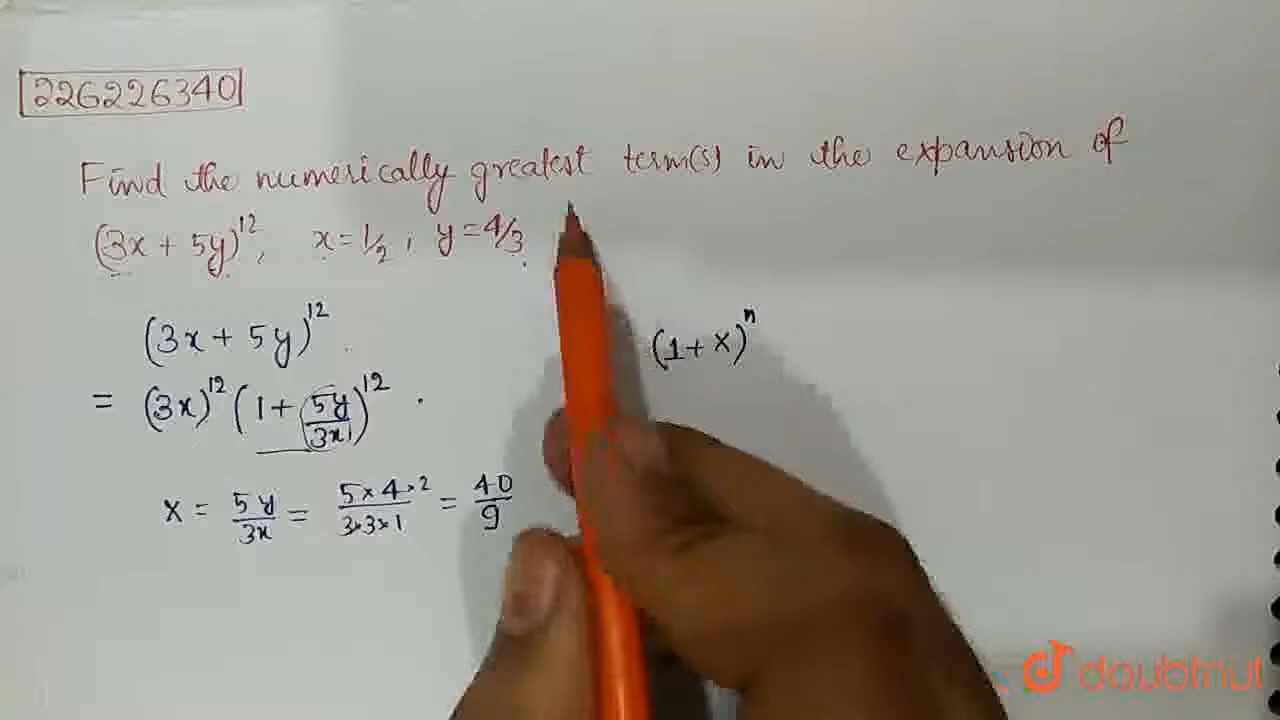 226226340
Find the numerically greatest term(s) in the expansion of
(3x + 5y)^12, x = 1/2, y = 4/3
(3x + 5y)^12 .
(1 + x)^n
= (3x)^12 (1 + 5y/3x)^12 .
x = 5y/3x = 5×4×2/3×3×1 = 40/9
doubtnut